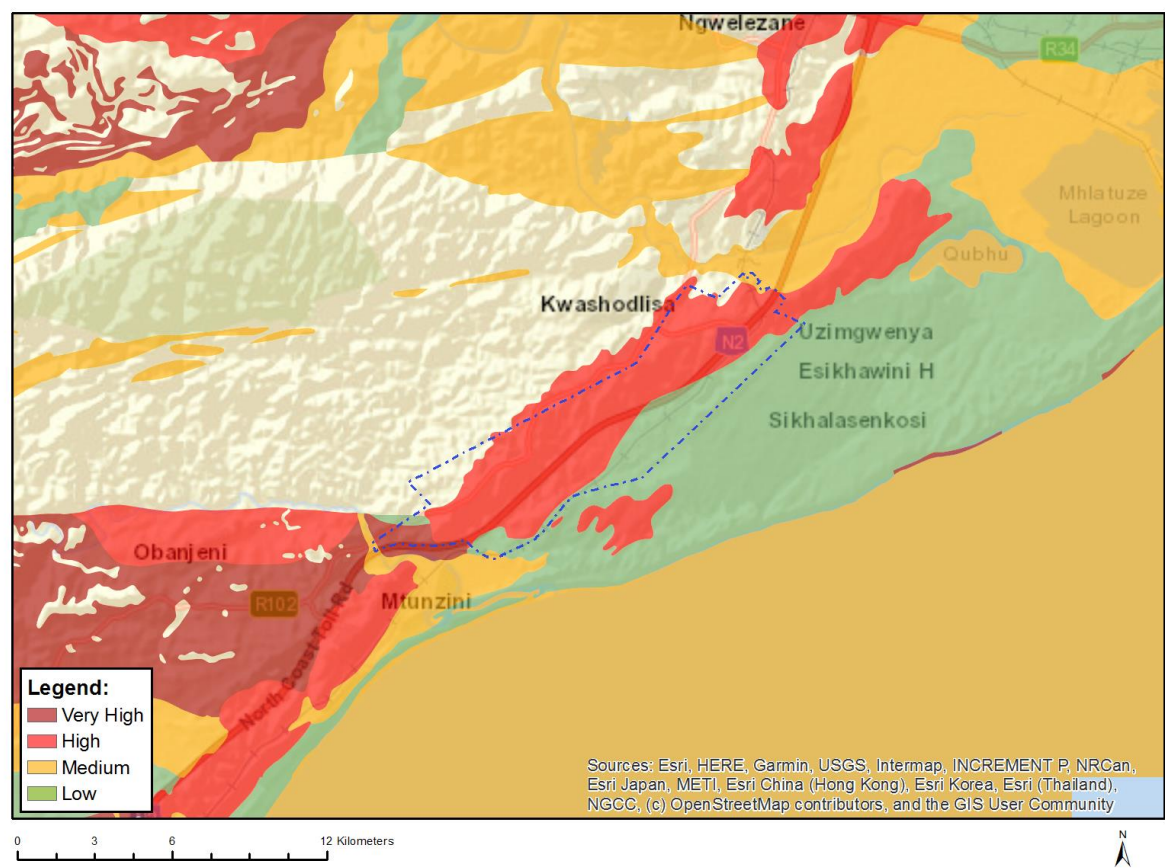 Ngwelezane
R34
Mhlatuze
Lagoon
Qubhu
Kwashodlisa
N2
Uzimgwenya
Esikhawini H
Sikhalasenkosi
Obanjeni
R102
Mtunzini
North Coast Toll Rd
Legend:
Very High
High
Medium
Low
Sources: Esri, HERE, Garmin, USGS, Intermap, INCREMENT P, NRCan,
Esri Japan, METI, Esri China (Hong Kong), Esri Korea, Esri (Thailand),
NGCC, (c) OpenStreetMap contributors, and the GIS User Community
0 3 6 12 Kilometers
N